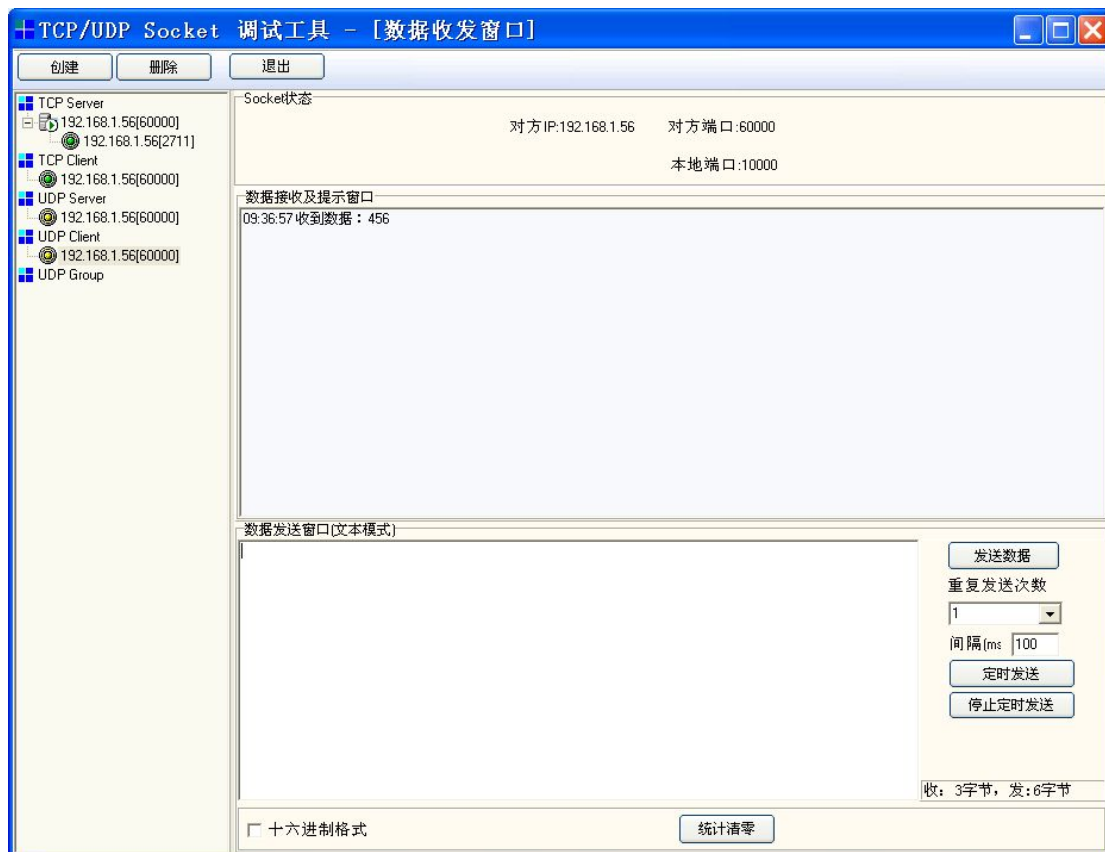 TCP/UDP Socket 调试工具 - [数据收发窗口]
创建 删除 退出
TCP Server
192.168.1.56[60000]
192.168.1.56[2711]
TCP Client
192.168.1.56[60000]
UDP Server
192.168.1.56[60000]
UDP Client
192.168.1.56[60000]
UDP Group
Socket状态
对方IP:192.168.1.56 对方端口:60000
本地端口:10000
数据接收及提示窗口
09:36:57 收到数据：456
数据发送窗口(文本模式)
发送数据
重复发送次数
1
间隔(ms 100
定时发送
停止定时发送
收: 3字节，发:6字节
十六进制格式
统计清零